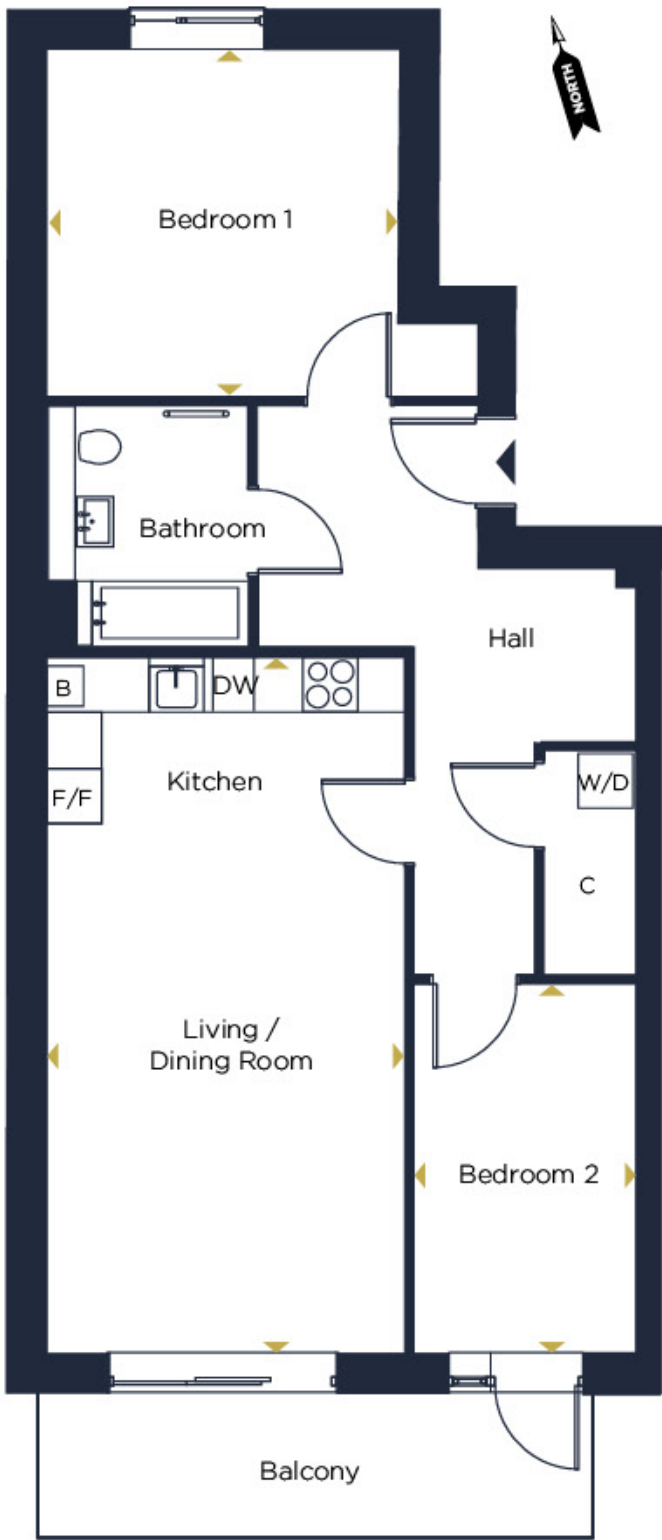 NORTH
Bedroom 1
Bathroom
Hall
B
DW
Kitchen
F/F
W/D
C
Living /
Dining Room
Bedroom 2
Balcony